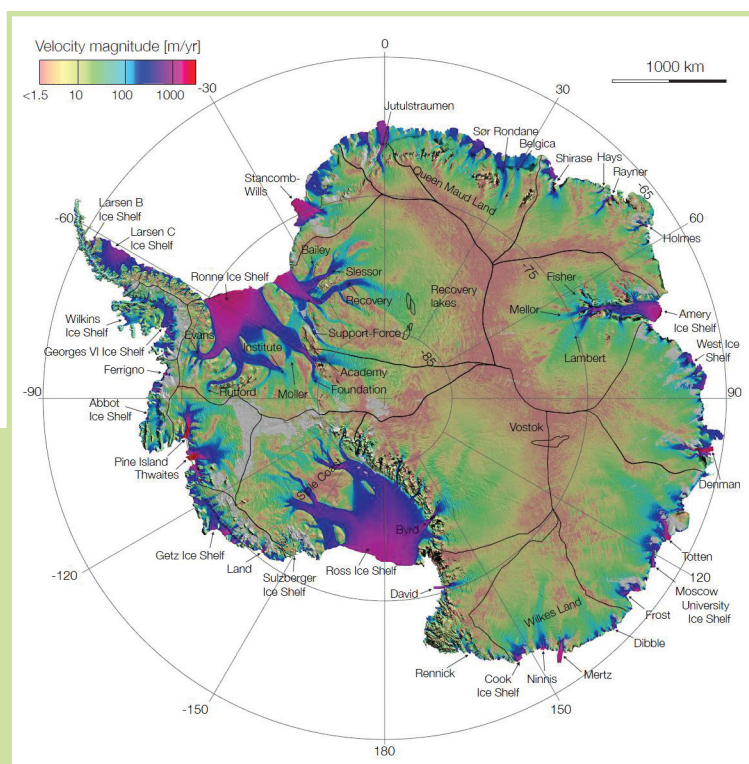 Velocity magnitude [m/yr]
<1.5 10 100 1000
1000 km
0
30
60
90
120
150
180
-150
-120
-90
-60
-30
-65
-75
-85
Jutulstraumen
Sør Rondane
Belgica
Shirase
Hays
Rayner
Queen Maud Land
Stancomb-
Wills
Holmes
Larsen B
Ice Shelf
Larsen C
Ice Shelf
Bailey
Slessor
Fisher
Ronne Ice Shelf
Recovery
Recovery
lakes
Mellor
Amery
Ice Shelf
Wilkins
Ice Shelf
Support-Force
Evans
Georges VI Ice Shelf
Institute
Lambert
West Ice
Shelf
Ferrigno
Academy
Rutford
Moller
Foundation
Abbot
Ice Shelf
Vostok
Pine Island
Thwaites
Siple Coast
Denman
Byrd
Getz Ice Shelf
Land
Sulzberger
Ice Shelf
Ross Ice Shelf
Totten
David
Moscow
University
Ice Shelf
Wilkes Land
Frost
Dibble
Rennick
Cook
Ice Shelf
Ninnis
Mertz